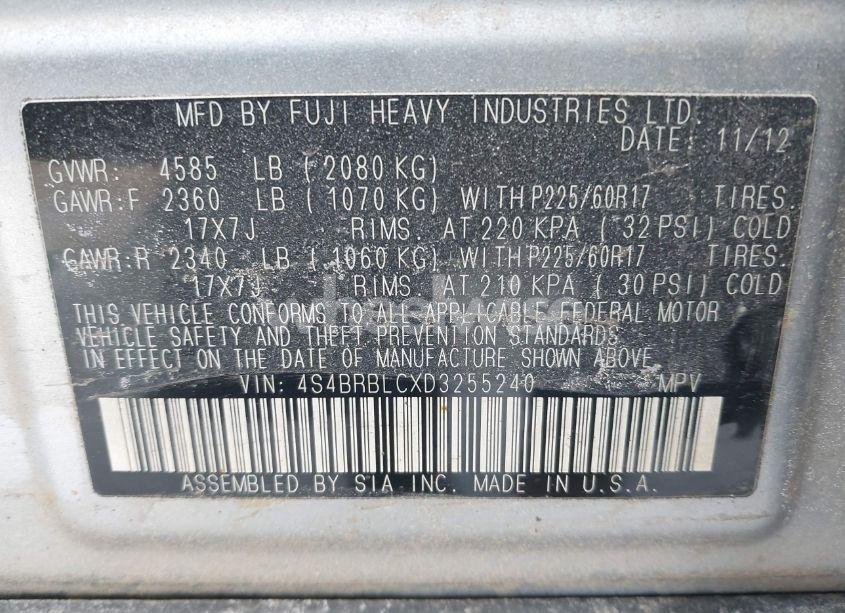 MFD BY FUJI HEAVY INDUSTRIES LTD.
DATE: 11/12
GVWR: 4585 LB (2080 KG)
GAWR:F 2360 LB (1070 KG) WITH P225/60R17 TIRES.
17X7J RIMS AT 220 KPA (32 PSI) COLD
GAWR:R 2340 LB (1060 KG) WITH P225/60R17 TIRES.
17X7J RIMS AT 210 KPA (30 PSI) COLD
THIS VEHICLE CONFORMS TO ALL APPLICABLE FEDERAL MOTOR
VEHICLE SAFETY AND THEFT PREVENTION STANDARDS
IN EFFECT ON THE DATE OF MANUFACTURE SHOWN ABOVE.
VIN: 4S4BRBLCXD3255240 MPV
ASSEMBLED BY SIA INC. MADE IN U.S.A.